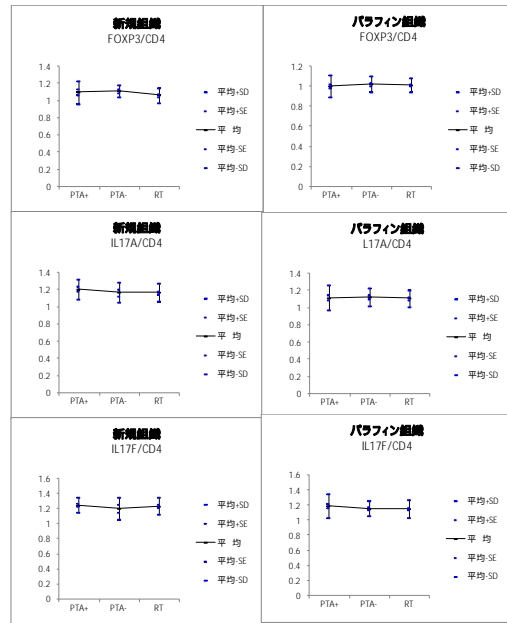 新規組織
FOXP3/CD4
1.4
1.2
1
0.8
0.6
0.4
0.2
0
PTA+ PTA- RT
平均+SD
平均+SE
平 均
平均-SE
平均-SD
パラフィン組織
FOXP3/CD4
1.2
1
0.8
0.6
0.4
0.2
0
PTA+ PTA- RT
平均+SD
平均+SE
平 均
平均-SE
平均-SD
新規組織
IL17A/CD4
1.4
1.2
1
0.8
0.6
0.4
0.2
0
PTA+ PTA- RT
平均+SD
平均+SE
平 均
平均-SE
平均-SD
パラフィン組織
L17A/CD4
1.4
1.2
1
0.8
0.6
0.4
0.2
0
PTA+ PTA- RT
平均+SD
平均+SE
平 均
平均-SE
平均-SD
新規組織
IL17F/CD4
1.6
1.4
1.2
1
0.8
0.6
0.4
0.2
0
PTA+ PTA- RT
平均+SD
平均+SE
平 均
平均-SE
平均-SD
パラフィン組織
IL17F/CD4
1.6
1.4
1.2
1
0.8
0.6
0.4
0.2
0
PTA+ PTA- RT
平均+SD
平均+SE
平 均
平均-SE
平均-SD